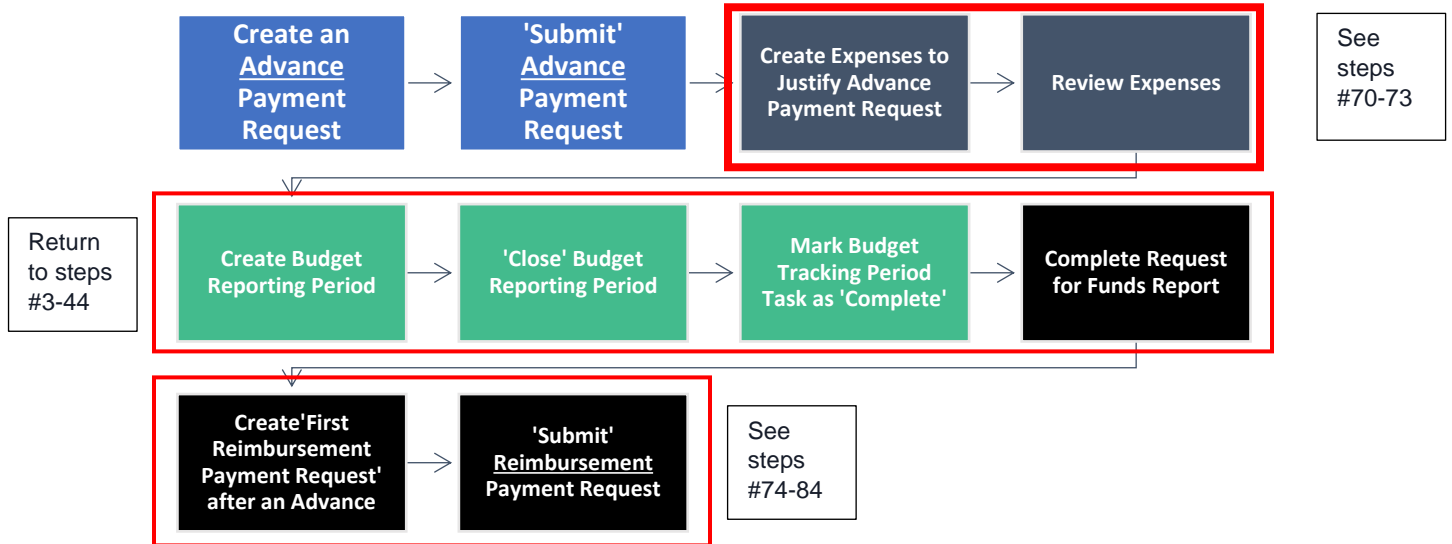 Create an
Advance
Payment
Request
'Submit'
Advance
Payment
Request
Create Expenses to
Justify Advance
Payment Request
Review Expenses
See
steps
#70-73
Return
to steps
#3-44
Create Budget
Reporting Period
'Close' Budget
Reporting Period
Mark Budget
Tracking Period
Task as 'Complete'
Complete Request
for Funds Report
Create'First
Reimbursement
Payment Request'
after an Advance
'Submit'
Reimbursement
Payment Request
See
steps
#74-84